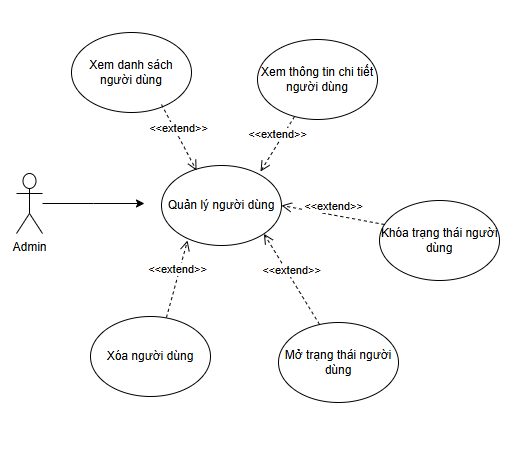 Xem danh sách
người dùng
Xem thông tin chi tiết
người dùng
<<extend>>
<<extend>>
Quản lý người dùng
<<extend>>
Khóa trạng thái người
dùng
Admin
<<extend>>
<<extend>>
Xóa người dùng
Mở trạng thái người
dùng